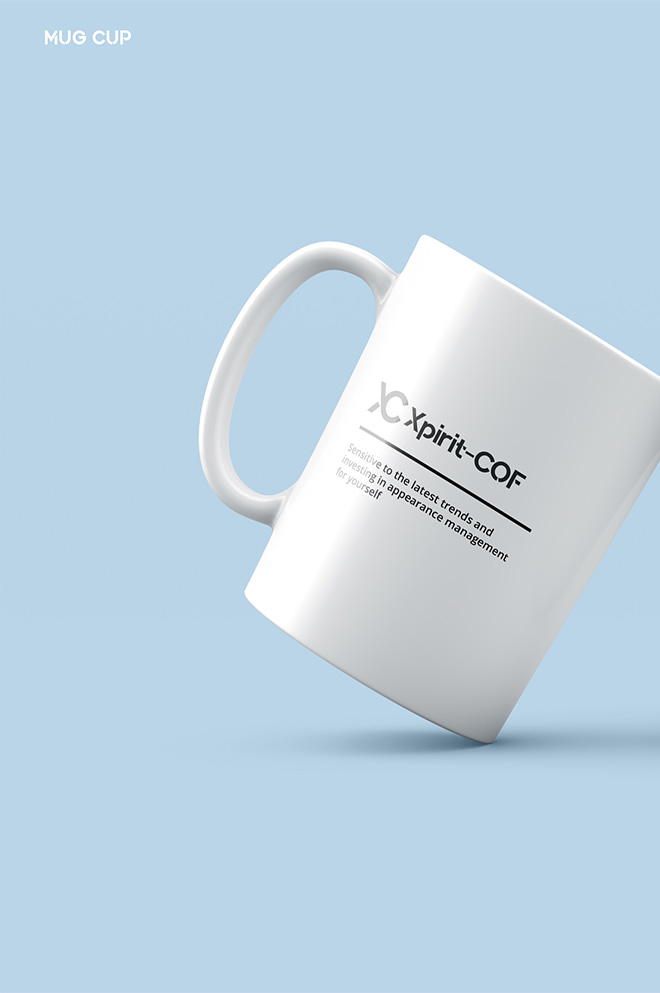 MUG CUP
XC Xpirit-COF
Sensitive to the latest trends and
investing in appearance management
for yourself